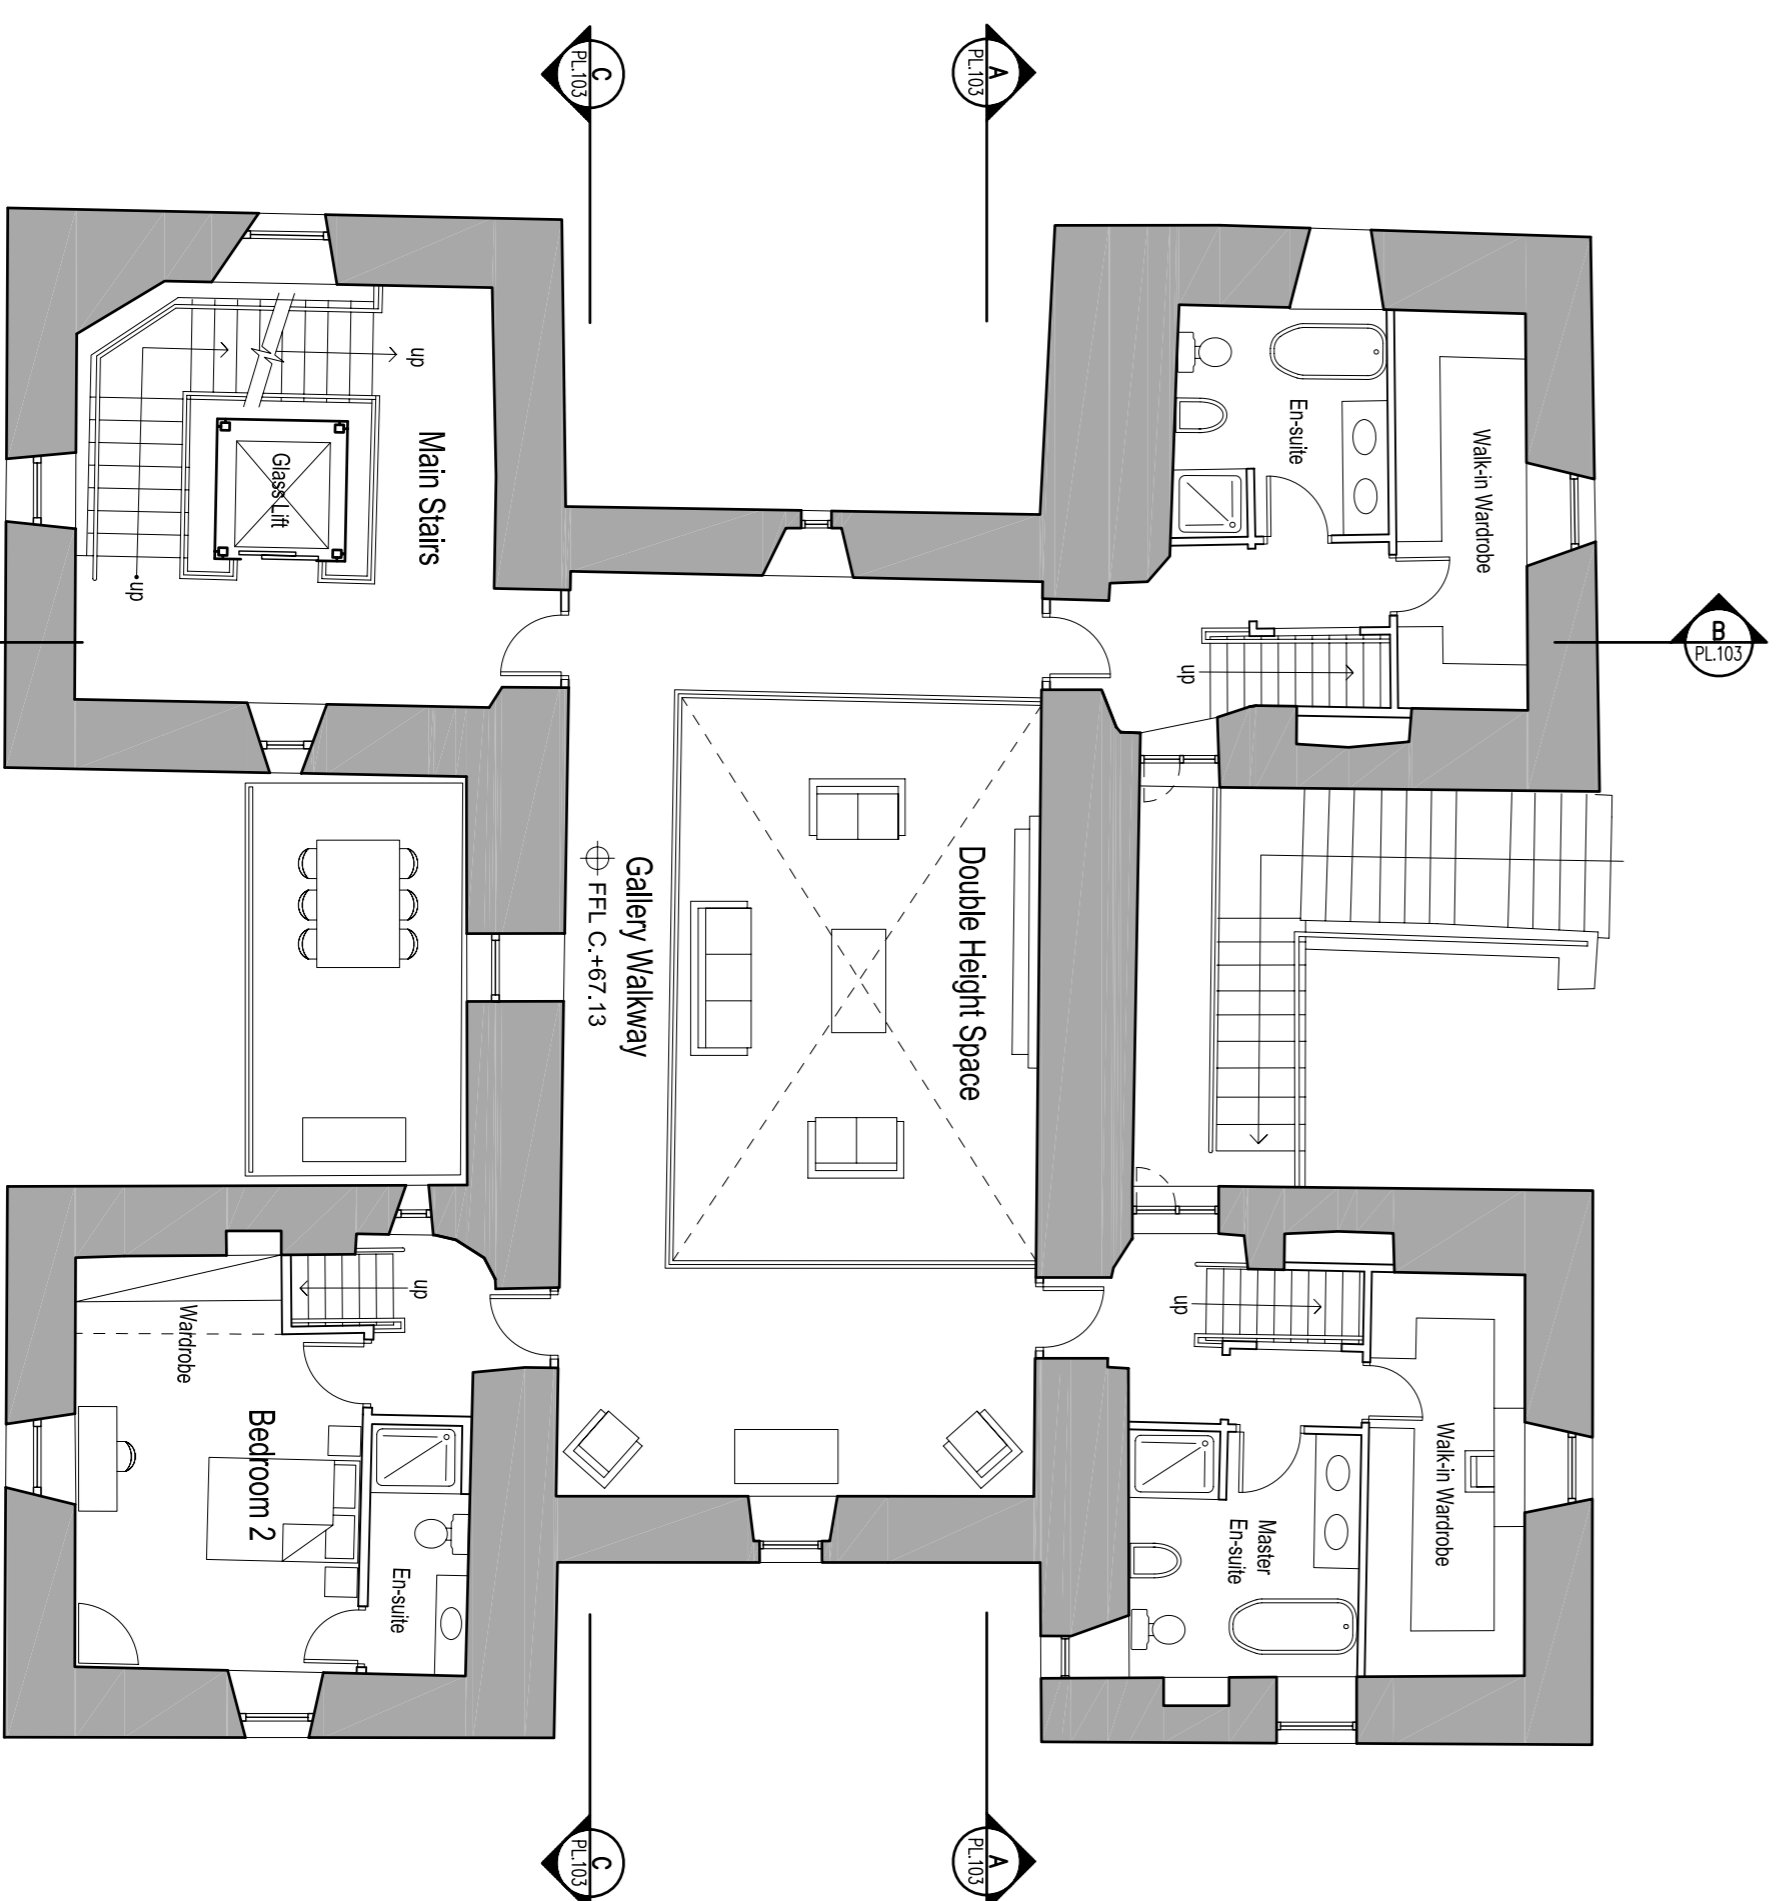 C
PL.103
A
PL.103
B
PL.103
En-suite
Walk-in Wardrobe
up
Main Stairs
Glass Lift
up
up
Double Height Space
Gallery Walkway
FFL C.+67.13
up
Wardrobe
Bedroom 2
En-suite
up
Master
En-suite
Walk-in Wardrobe
C
PL.103
A
PL.103